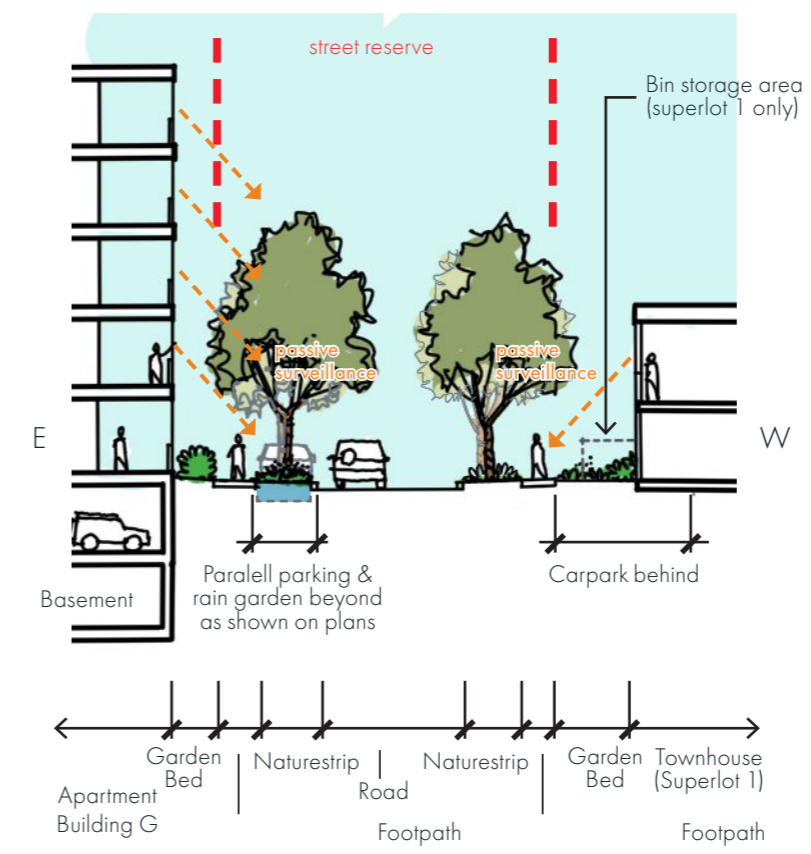 street reserve
Bin storage area
(superlot 1 only)
passive
surveillance
passive
surveillance
E
W
Basement
Paralell parking &
rain garden beyond
as shown on plans
Carpark behind
Garden
Bed
Naturestrip
Road
Naturestrip
Garden
Bed
Townhouse
(Superlot 1)
Apartment
Building G
Footpath
Footpath